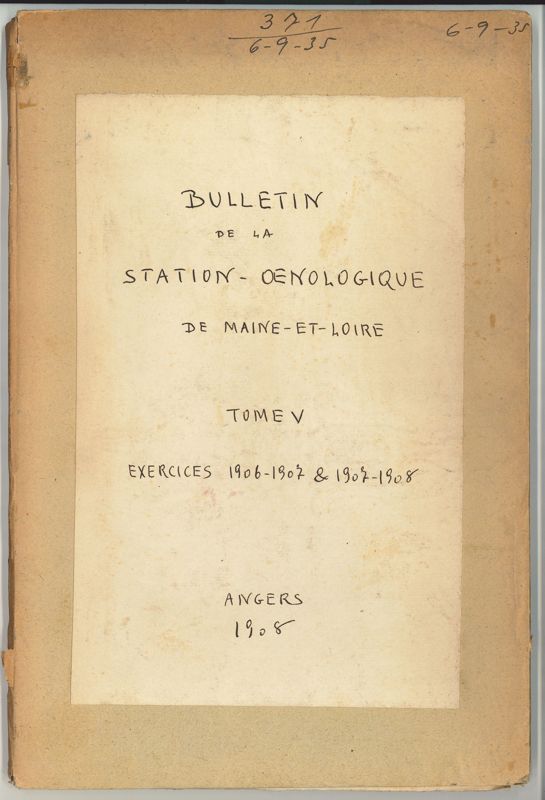 371
6-9-35
6-9-35
BULLETIN
DE LA
STATION-ŒNOLOGIQUE
DE MAINE-ET-LOIRE
TOME V
EXERCICES 1906-1907 & 1907-1908
ANGERS
1908